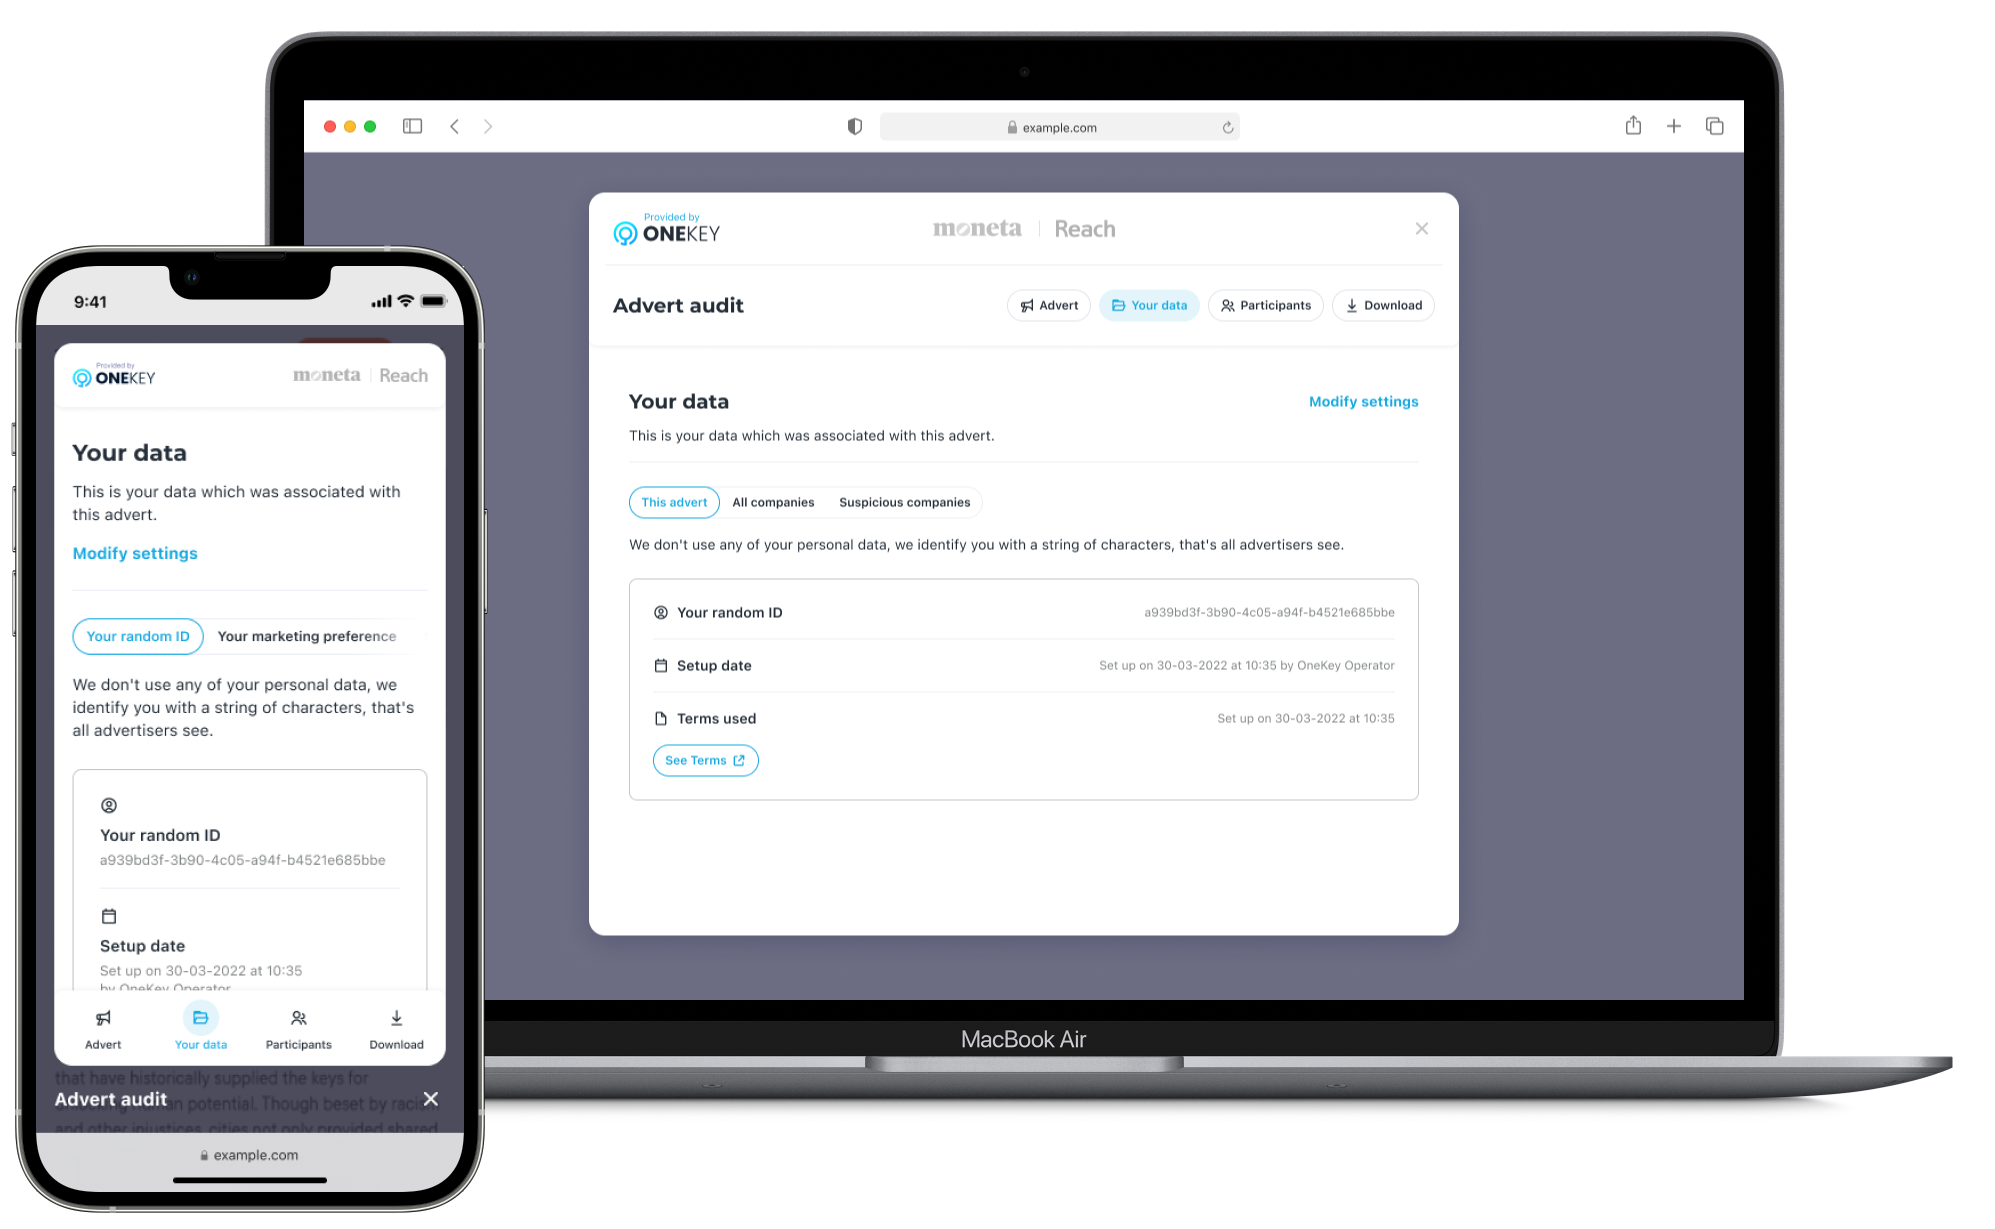 example.com
Provided by
ONEKEY
moneta | Reach
Advert audit
Advert
Your data
Participants
Download
Your data
Modify settings
This is your data which was associated with this advert.
This advert
All companies
Suspicious companies
We don't use any of your personal data, we identify you with a string of characters, that's all advertisers see.
Your random ID
a939bd3f-3b90-4c05-a94f-b4521e685bbe
Setup date
Set up on 30-03-2022 at 10:35 by OneKey Operator
Terms used
Set up on 30-03-2022 at 10:35
See Terms
MacBook Air
9:41
Provided by
ONEKEY
moneta | Reach
Your data
This is your data which was associated with
this advert.
Modify settings
Your random ID
Your marketing preference
We don't use any of your personal data, we
identify you with a string of characters, that's
all advertisers see.
Your random ID
a939bd3f-3b90-4c05-a94f-b4521e685bbe
Setup date
Set up on 30-03-2022 at 10:35
by OneKey Operator
Advert
Your data
Participants
Download
that have historically supplied the keys for
Advert audit
potential. Though beset by racism
and other injustices, cities not only provided shared
example.com